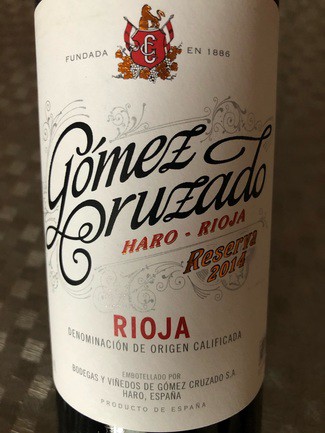 FUNDADA EN 1886
Gómez
Cruzado
HARO - RIOJA
Reserva
2014
RIOJA
DENOMINACIÓN DE ORIGEN CALIFICADA
EMBOTELLADO POR
BODEGAS Y VIÑEDOS DE GÓMEZ CRUZADO S.A.
HARO, ESPAÑA
PRODUCTO DE ESPAÑA